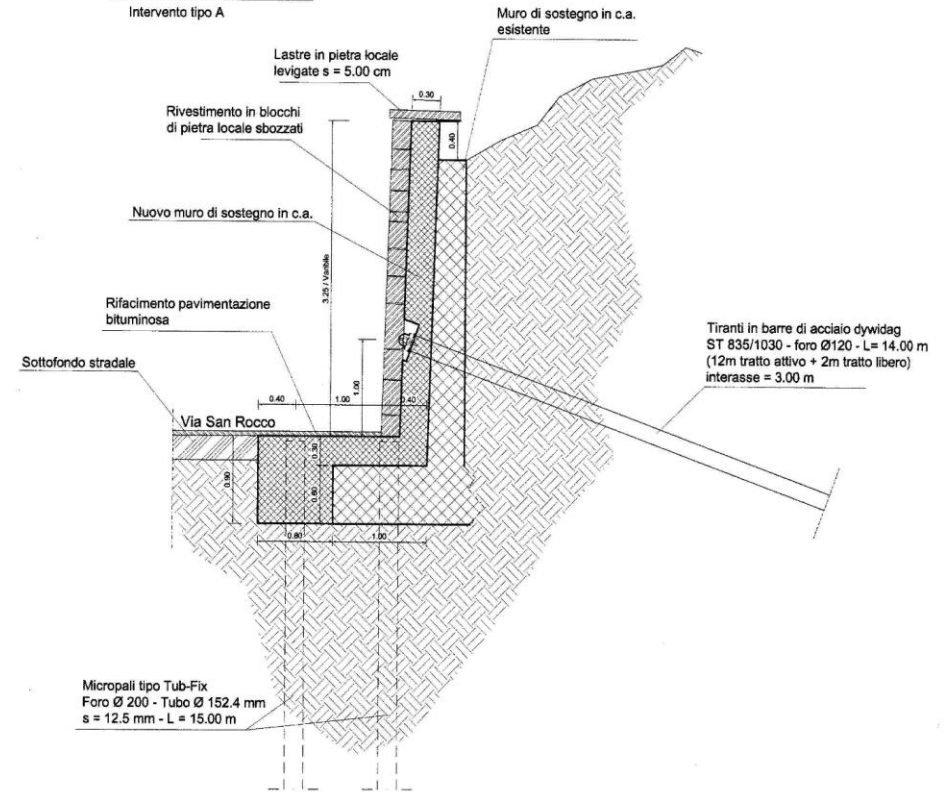 Intervento tipo A
Muro di sostegno in c.a.
esistente
Lastre in pietra locale
levigate s = 5.00 cm
0.30
Rivestimento in blocchi
di pietra locale sbozzati
0.40
Nuovo muro di sostegno in c.a.
3.25 / Varibile
Rifacimento pavimentazione
bituminosa
Tiranti in barre di acciaio dywidag
ST 835/1030 - foro Ø120 - L= 14.00 m
(12m tratto attivo + 2m tratto libero)
interasse = 3.00 m
Sottofondo stradale
1.00
0.40
1.00
0.40
Via San Rocco
0.30
0.90
0.60
0.80
1.00
Micropali tipo Tub-Fix
Foro Ø 200 - Tubo Ø 152.4 mm
s = 12.5 mm - L = 15.00 m